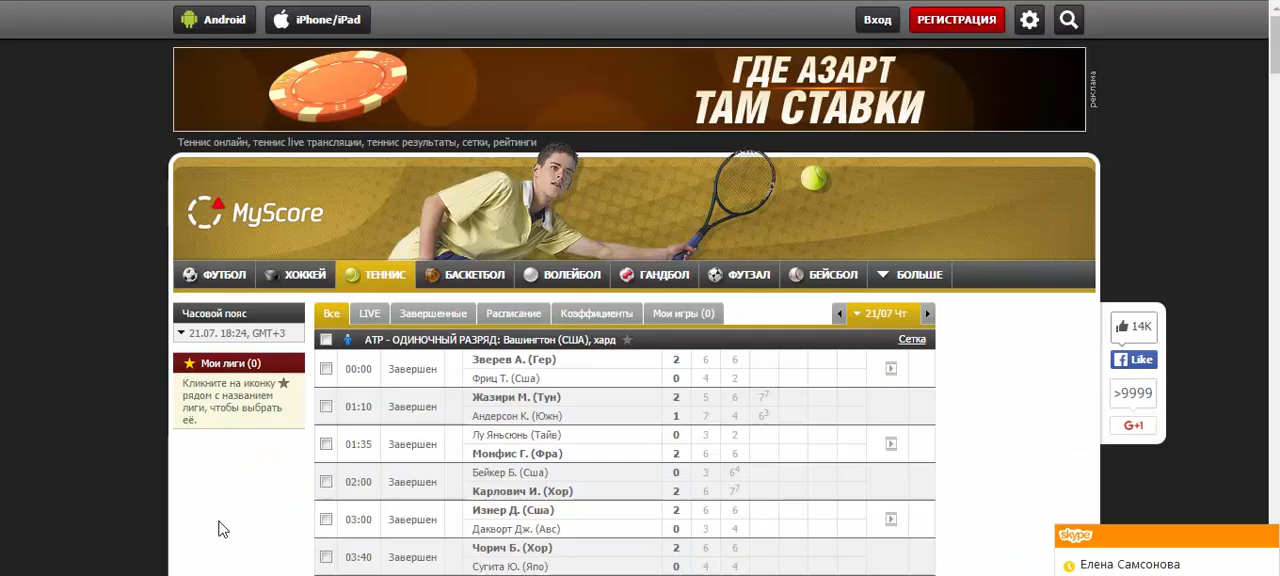 Android
iPhone/iPad
Вход
РЕГИСТРАЦИЯ
ГДЕ АЗАРТ
ТАМ СТАВКИ
реклама
Теннис онлайн, теннис live трансляции, теннис результаты, сетки, рейтинги
MyScore
ФУТБОЛ
ХОККЕЙ
ТЕННИС
БАСКЕТБОЛ
ВОЛЕЙБОЛ
ГАНДБОЛ
ФУТЗАЛ
БЕЙСБОЛ
БОЛЬШЕ
Часовой пояс
21.07. 18:24, GMT+3
Мои лиги (0)
Кликните на иконку
рядом с названием
лиги, чтобы выбрать
её.
Все
LIVE
Завершенные
Расписание
Коэффициенты
Мои игры (0)
21/07 Чт
АТР - ОДИНОЧНЫЙ РАЗРЯД: Вашингтон (США), хард
Сетка
00:00 Завершен
Зверев А. (Гер) 2 6 6
Фриц Т. (Сша) 0 4 2
01:10 Завершен
Жазири М. (Тун) 2 5 6 7⁷
Андерсон К. (Южн) 1 7 4 6³
01:35 Завершен
Лу Яньсюнь (Тайв) 0 3 2
Монфис Г. (Фра) 2 6 6
02:00 Завершен
Бейкер Б. (Сша) 0 3 6⁴
Карлович И. (Хор) 2 6 7⁷
03:00 Завершен
Изнер Д. (Сша) 2 6 6
Дакворт Дж. (Авс) 0 3 4
03:40 Завершен
Чорич Б. (Хор) 2 6 6
Сугита Ю. (Япо) 0 4 4
14K
Like
>9999
G+1
skype
Елена Самсонова